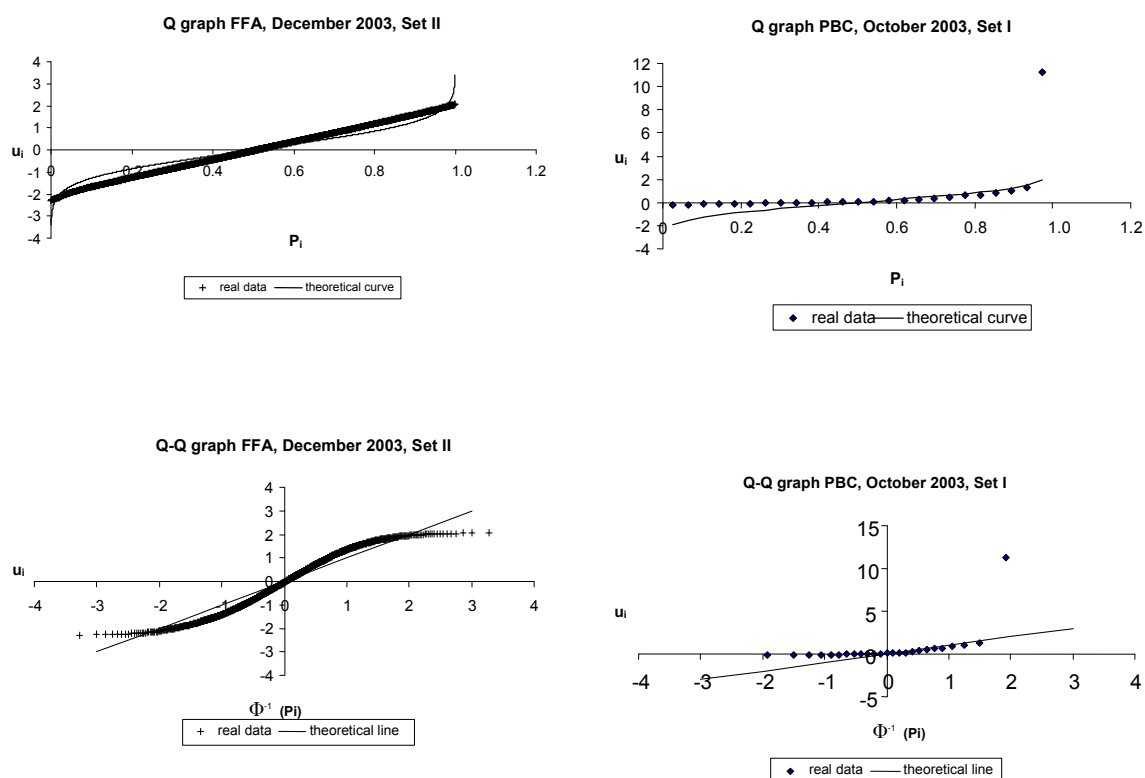 Q graph FFA, December 2003, Set II
4
3
2
1
0
-1
-2
-3
-4
u i
0 0.2 0.4 0.6 0.8 1.0 1.2
P i
+ real data — theoretical curve
Q graph PBC, October 2003, Set I
12
10
8
6
4
2
0
-2
-4
u i
0 0.2 0.4 0.6 0.8 1.0 1.2
P i
◆ real data — theoretical curve
Q-Q graph FFA, December 2003, Set II
4
3
2
1
0
-1
-2
-3
-4
u i
-4 -3 -2 -1 0 1 2 3 4
Φ -1 (Pi)
+ real data — theoretical line
Q-Q graph PBC, October 2003, Set I
15
10
5
0
-5
u i
-4 -3 -2 -1 0 1 2 3 4
Φ -1 (Pi)
◆ real data — theoretical line